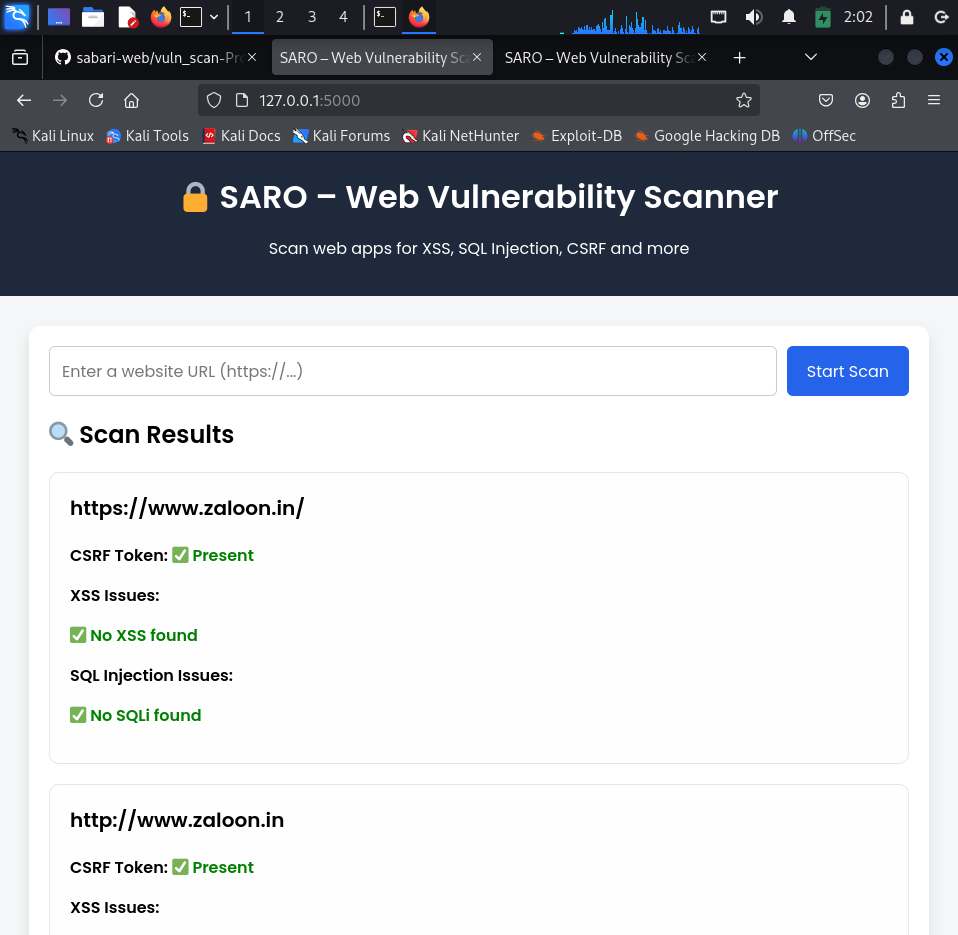 1 2 3 4 2:02
sabari-web/vuln_scan-Pro SARO – Web Vulnerability Sc SARO – Web Vulnerability Sc
127.0.0.1:5000
Kali Linux Kali Tools Kali Docs Kali Forums Kali NetHunter Exploit-DB Google Hacking DB OffSec
SARO – Web Vulnerability Scanner
Scan web apps for XSS, SQL Injection, CSRF and more
Enter a website URL (https://...) Start Scan
Scan Results
https://www.zaloon.in/
CSRF Token: ✅ Present
XSS Issues:
✅ No XSS found
SQL Injection Issues:
✅ No SQLi found
http://www.zaloon.in
CSRF Token: ✅ Present
XSS Issues: